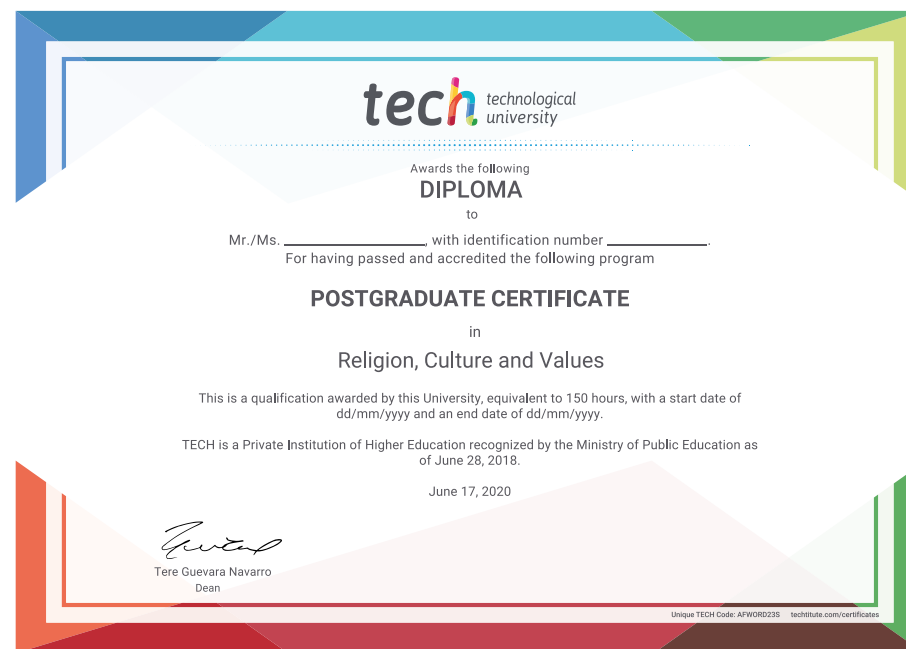 tech technological
university
Awards the following
DIPLOMA
to
Mr./Ms. ____________________, with identification number __________________.
For having passed and accredited the following program
POSTGRADUATE CERTIFICATE
in
Religion, Culture and Values
This is a qualification awarded by this University, equivalent to 150 hours, with a start date of
dd/mm/yyyy and an end date of dd/mm/yyyy.
TECH is a Private Institution of Higher Education recognized by the Ministry of Public Education as
of June 28, 2018.
June 17, 2020
Tere Guevara Navarro
Dean
Unique TECH Code: AFWORD23S techtitute.com/certificates